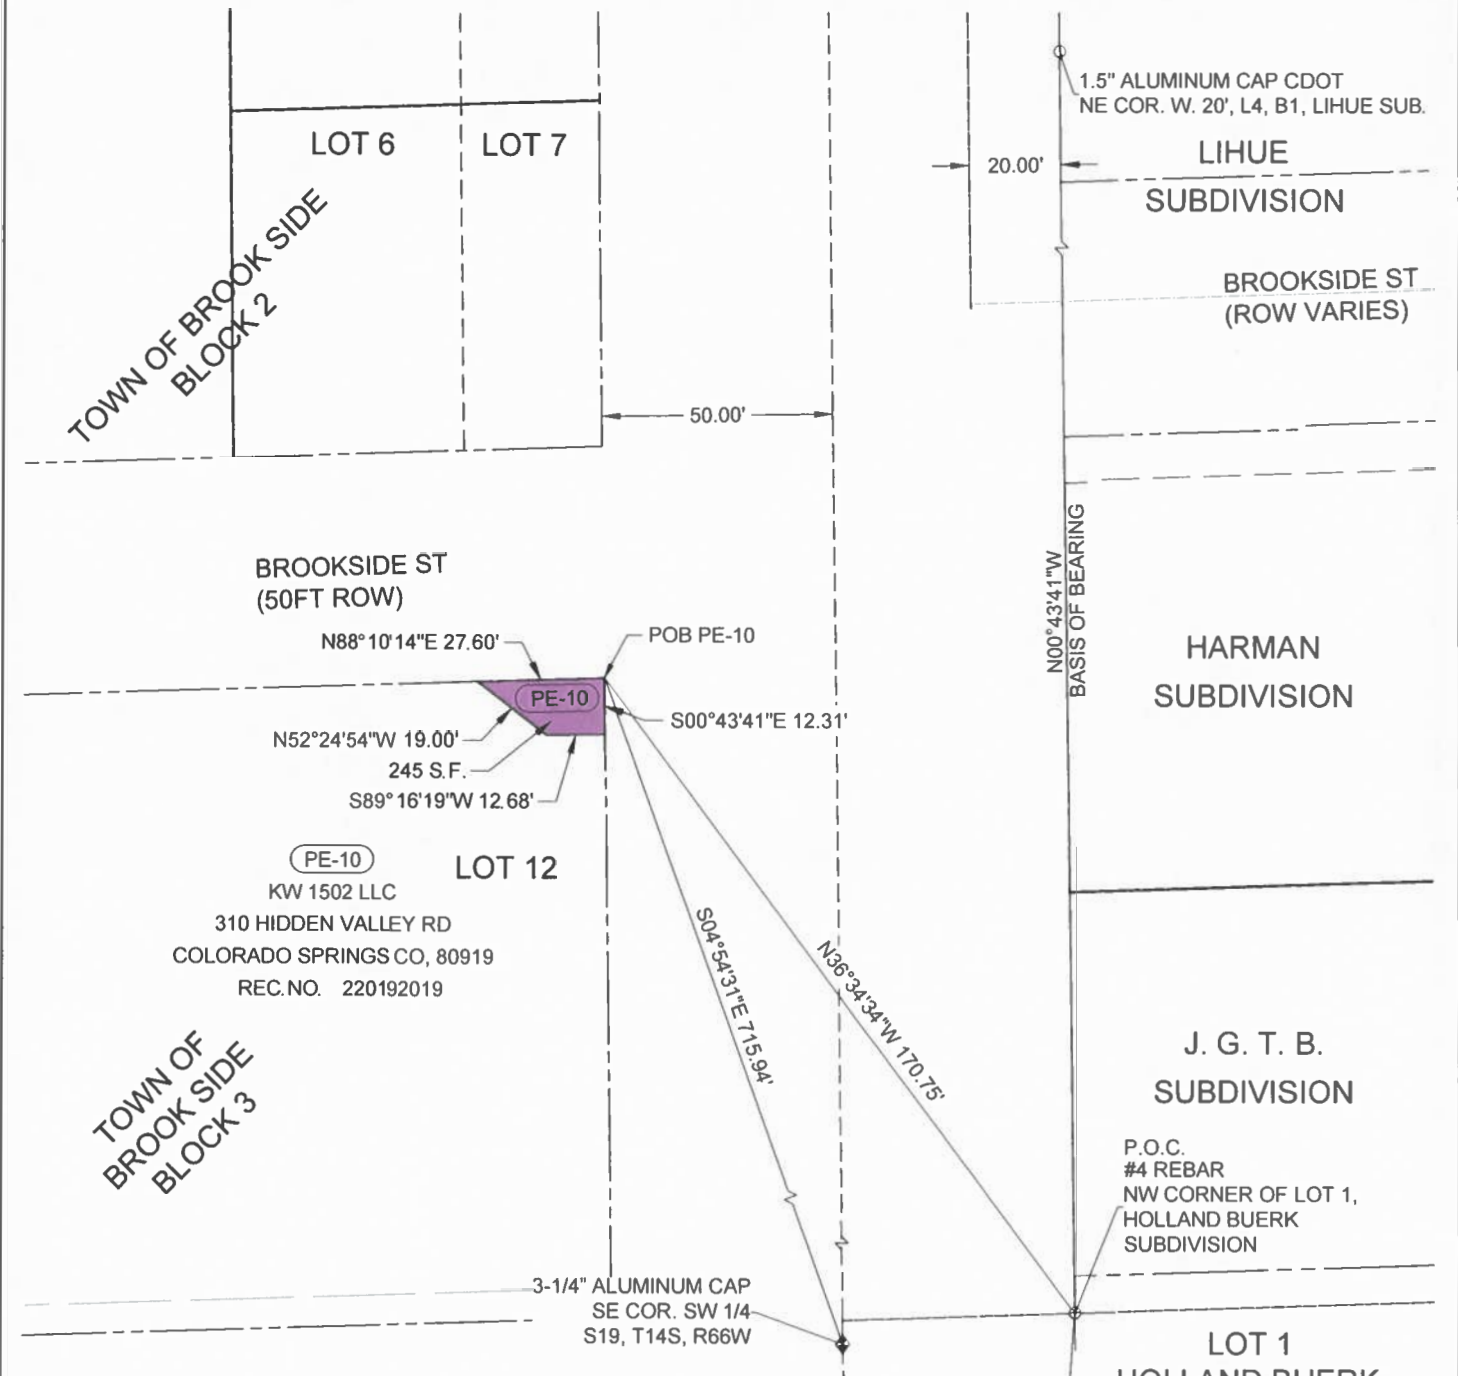 1.5" ALUMINUM CAP CDOT
NE COR. W. 20', L4, B1, LIHUE SUB.
LOT 6
LOT 7
20.00'
LIHUE
SUBDIVISION
TOWN OF BROOK SIDE
BLOCK 2
BROOKSIDE ST
(ROW VARIES)
50.00'
BROOKSIDE ST
(50FT ROW)
N00°43'41"W
BASIS OF BEARING
N88°10'14"E 27.60'
POB PE-10
HARMAN
SUBDIVISION
PE-10
S00°43'41"E 12.31'
N52°24'54"W 19.00'
245 S.F.
S89°16'19"W 12.68'
PE-10
LOT 12
KW 1502 LLC
310 HIDDEN VALLEY RD
COLORADO SPRINGS CO, 80919
REC.NO. 220192019
S04°54'31"E 715.94'
N36°34'34"W 170.75'
TOWN OF
BROOK SIDE
BLOCK 3
J. G. T. B.
SUBDIVISION
P.O.C.
#4 REBAR
NW CORNER OF LOT 1,
HOLLAND BUERK
SUBDIVISION
3-1/4" ALUMINUM CAP
SE COR. SW 1/4
S19, T14S, R66W
LOT 1
HOLLAND BUERK